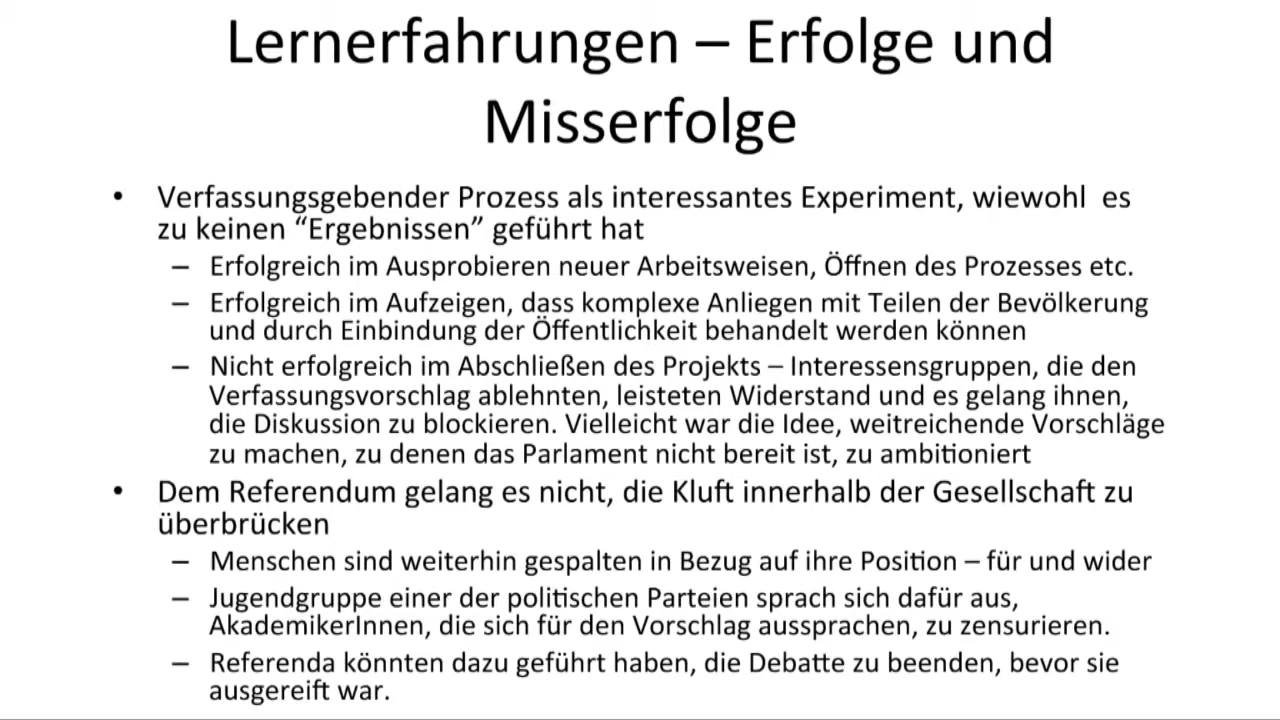 Lernerfahrungen – Erfolge und
Misserfolge
• Verfassungsgebender Prozess als interessantes Experiment, wiewohl es
zu keinen “Ergebnissen” geführt hat
– Erfolgreich im Ausprobieren neuer Arbeitsweisen, Öffnen des Prozesses etc.
– Erfolgreich im Aufzeigen, dass komplexe Anliegen mit Teilen der Bevölkerung
und durch Einbindung der Öffentlichkeit behandelt werden können
– Nicht erfolgreich im Abschließen des Projekts – Interessensgruppen, die den
Verfassungsvorschlag ablehnten, leisteten Widerstand und es gelang ihnen,
die Diskussion zu blockieren. Vielleicht war die Idee, weitreichende Vorschläge
zu machen, zu denen das Parlament nicht bereit ist, zu ambitioniert
• Dem Referendum gelang es nicht, die Kluft innerhalb der Gesellschaft zu
überbrücken
– Menschen sind weiterhin gespalten in Bezug auf ihre Position – für und wider
– Jugendgruppe einer der politischen Parteien sprach sich dafür aus,
AkademikerInnen, die sich für den Vorschlag aussprachen, zu zensurieren.
– Referenda könnten dazu geführt haben, die Debatte zu beenden, bevor sie
ausgereift war.